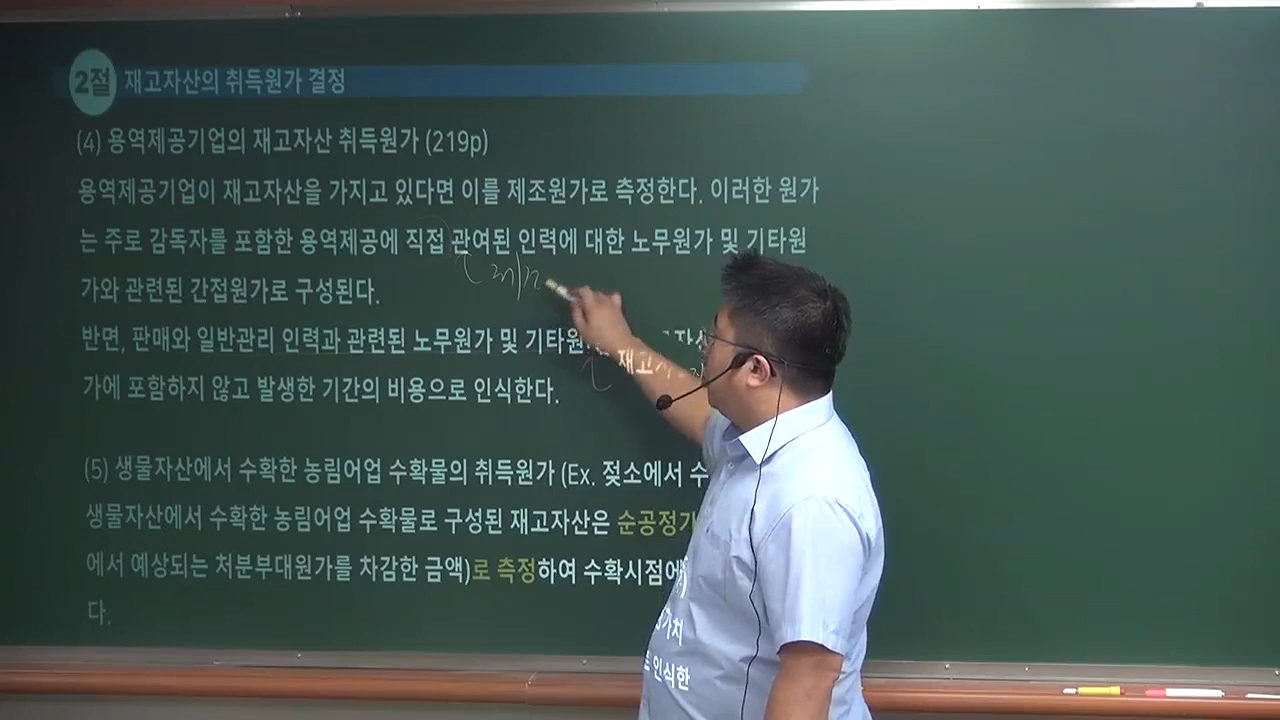 2절 재고자산의 취득원가 결정
(4) 용역제공기업의 재고자산 취득원가 (219p)
용역제공기업이 재고자산을 가지고 있다면 이를 제조원가로 측정한다. 이러한 원가
는 주로 감독자를 포함한 용역제공에 직접 관여된 인력에 대한 노무원가 및 기타원
가와 관련된 간접원가로 구성된다.
반면, 판매와 일반관리 인력과 관련된 노무원가 및 기타원
가에 포함하지 않고 발생한 기간의 비용으로 인식한다.
(5) 생물자산에서 수확한 농림어업 수확물의 취득원가 (Ex. 젖소에서 수
생물자산에서 수확한 농림어업 수확물로 구성된 재고자산은 순공정가
에서 예상되는 처분부대원가를 차감한 금액)로 측정하여 수확시점에
다.